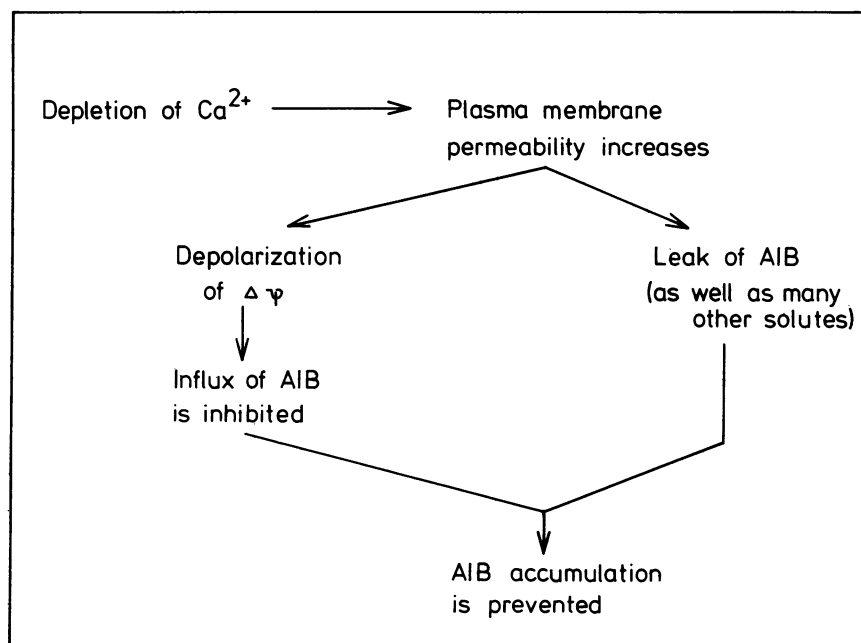 Depletion of Ca²⁺
Plasma membrane
permeability increases
Depolarization
of Δψ
Leak of AIB
(as well as many
other solutes)
Influx of AIB
is inhibited
AIB accumulation
is prevented